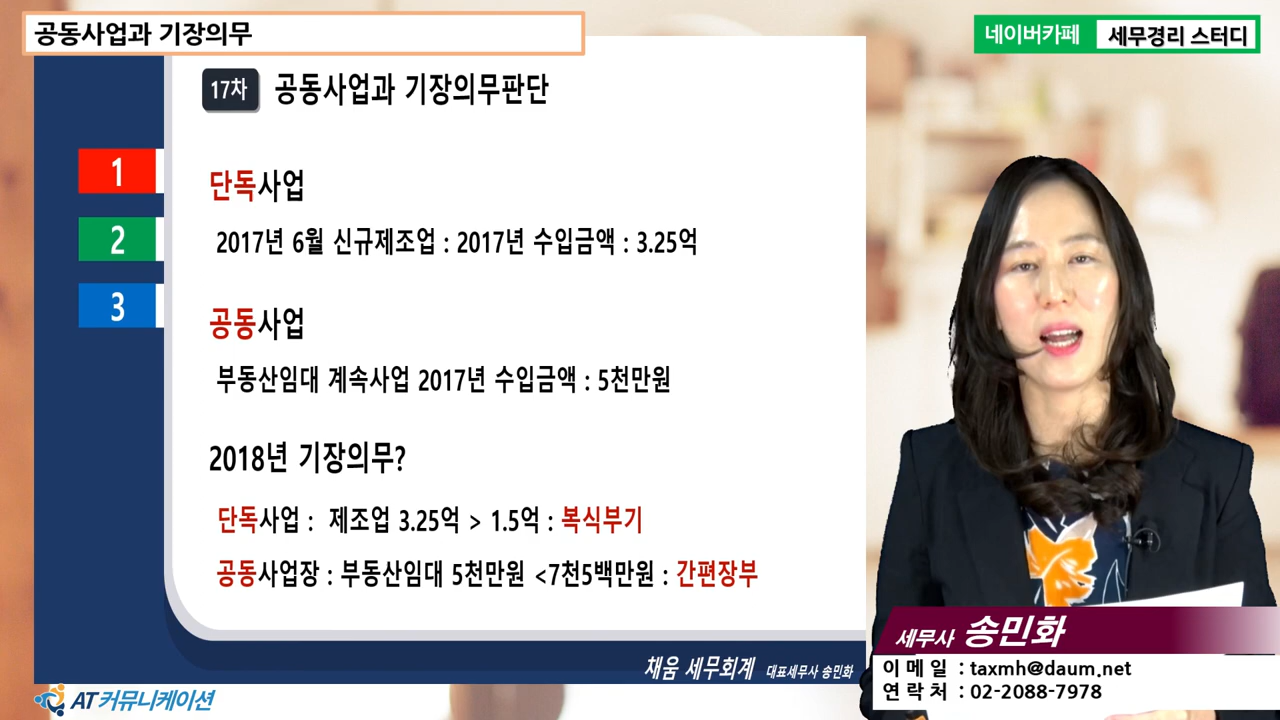 공동사업과 기장의무
네이버카페 세무경리 스터디
17차 공동사업과 기장의무판단
1
2
3
단독사업
2017년 6월 신규제조업 : 2017년 수입금액 : 3.25억
공동사업
부동산임대 계속사업 2017년 수입금액 : 5천만원
2018년 기장의무?
단독사업 : 제조업 3.25억 > 1.5억 : 복식부기
공동사업장 : 부동산임대 5천만원 <7천5백만원 : 간편장부
채움 세무회계 대표세무사 송민화
세무사 송민화
이 메 일 : taxmh@daum.net
연 락 처 : 02-2088-7978
AT커뮤니케이션